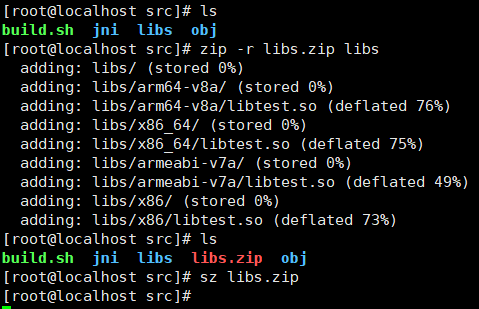 [root@localhost src]# ls
build.sh  jni  libs  obj
[root@localhost src]# zip -r libs.zip libs
  adding: libs/ (stored 0%)
  adding: libs/arm64-v8a/ (stored 0%)
  adding: libs/arm64-v8a/libtest.so (deflated 76%)
  adding: libs/x86_64/ (stored 0%)
  adding: libs/x86_64/libtest.so (deflated 75%)
  adding: libs/armeabi-v7a/ (stored 0%)
  adding: libs/armeabi-v7a/libtest.so (deflated 49%)
  adding: libs/x86/ (stored 0%)
  adding: libs/x86/libtest.so (deflated 73%)
[root@localhost src]# ls
build.sh  jni  libs  libs.zip  obj
[root@localhost src]# sz libs.zip
[root@localhost src]#